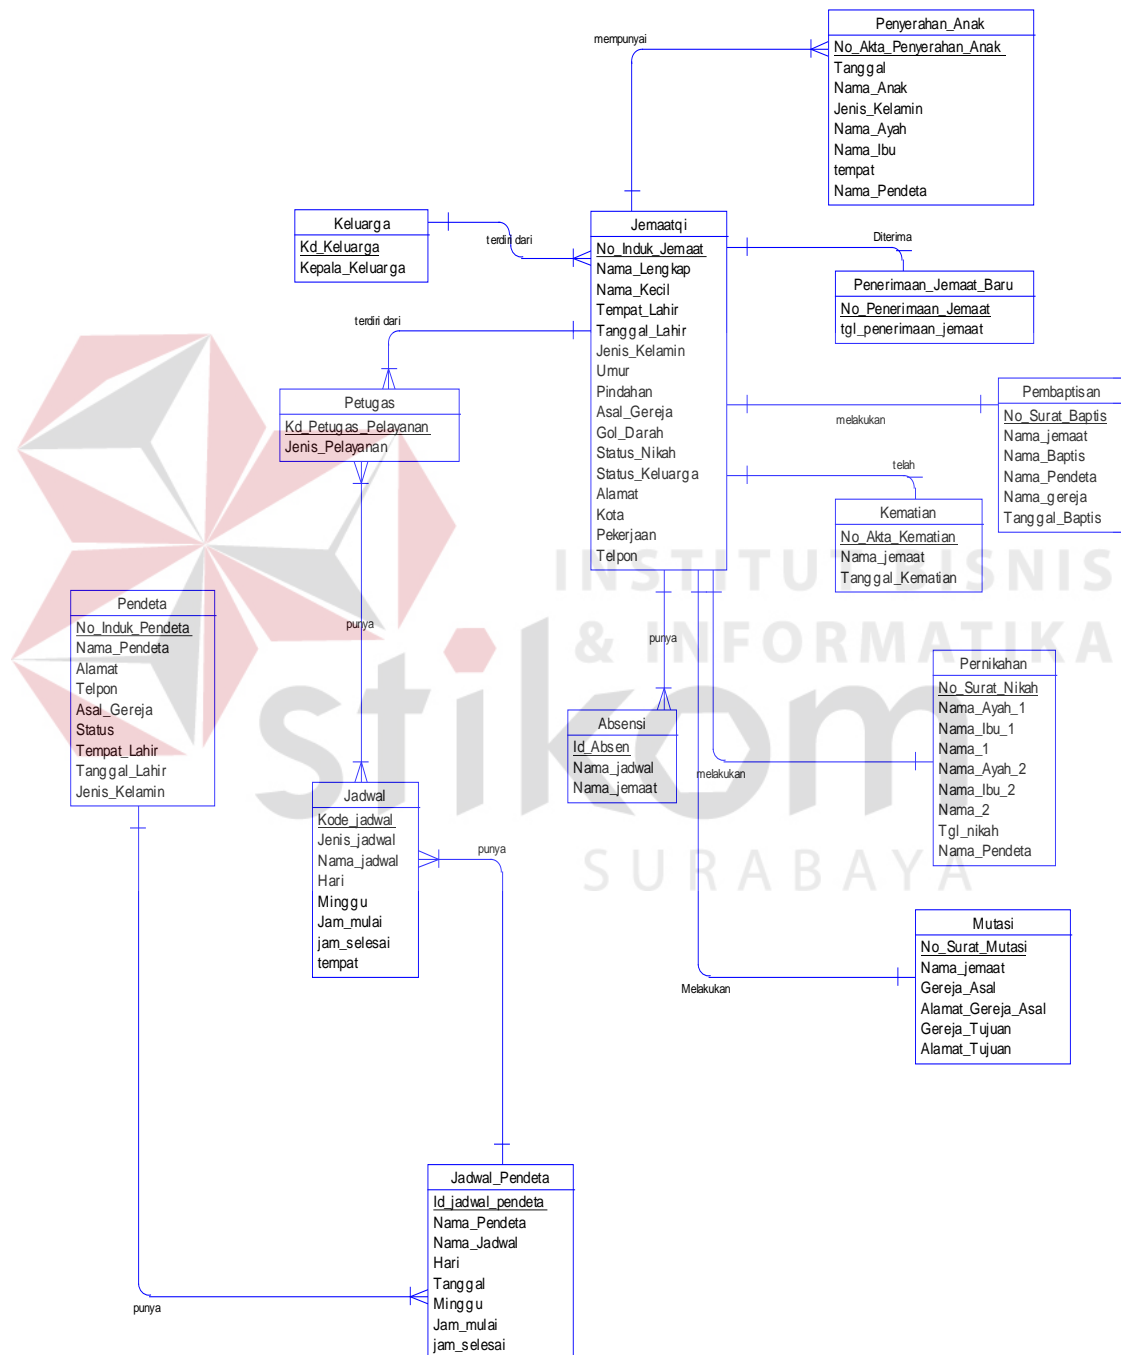 Penyerahan_Anak
No_Akta_Penyerahan_Anak
Tanggal
Nama_Anak
Jenis_Kelamin
Nama_Ayah
Nama_Ibu
tempat
Nama_Pendeta
mempunyai
Keluarga
Kd_Keluarga
Kepala_Keluarga
terdiri dari
Jemaatqi
No_Induk_Jemaat
Nama_Lengkap
Nama_Kecil
Tempat_Lahir
Tanggal_Lahir
Jenis_Kelamin
Umur
Pindahan
Asal_Gereja
Gol_Darah
Status_Nikah
Status_Keluarga
Alamat
Kota
Pekerjaan
Telpon
Diterima
Penerimaan_Jemaat_Baru
No_Penerimaan_Jemaat
tgl_penerimaan_jemaat
terdiri dari
Petugas
Kd_Petugas_Pelayanan
Jenis_Pelayanan
melakukan
Pembaptisan
No_Surat_Baptis
Nama_jemaat
Nama_Baptis
Nama_Pendeta
Nama_gereja
Tanggal_Baptis
telah
Kematian
No_Akta_Kematian
Nama_jemaat
Tanggal_Kematian
INSTITUT BISNIS
& INFORMATIKA
stikom
SURABAYA
Pendeta
No_Induk_Pendeta
Nama_Pendeta
Alamat
Telpon
Asal_Gereja
Status
Tempat_Lahir
Tanggal_Lahir
Jenis_Kelamin
punya
punya
Absensi
Id_Absen
Nama_jadwal
Nama_jemaat
melakukan
Pernikahan
No_Surat_Nikah
Nama_Ayah_1
Nama_Ibu_1
Nama_1
Nama_Ayah_2
Nama_Ibu_2
Nama_2
Tgl_nikah
Nama_Pendeta
Jadwal
Kode_jadwal
Jenis_jadwal
Nama_jadwal
Hari
Minggu
Jam_mulai
jam_selesai
tempat
punya
Melakukan
Mutasi
No_Surat_Mutasi
Nama_jemaat
Gereja_Asal
Alamat_Gereja_Asal
Gereja_Tujuan
Alamat_Tujuan
punya
Jadwal_Pendeta
Id_jadwal_pendeta
Nama_Pendeta
Nama_Jadwal
Hari
Tanggal
Minggu
Jam_mulai
jam_selesai